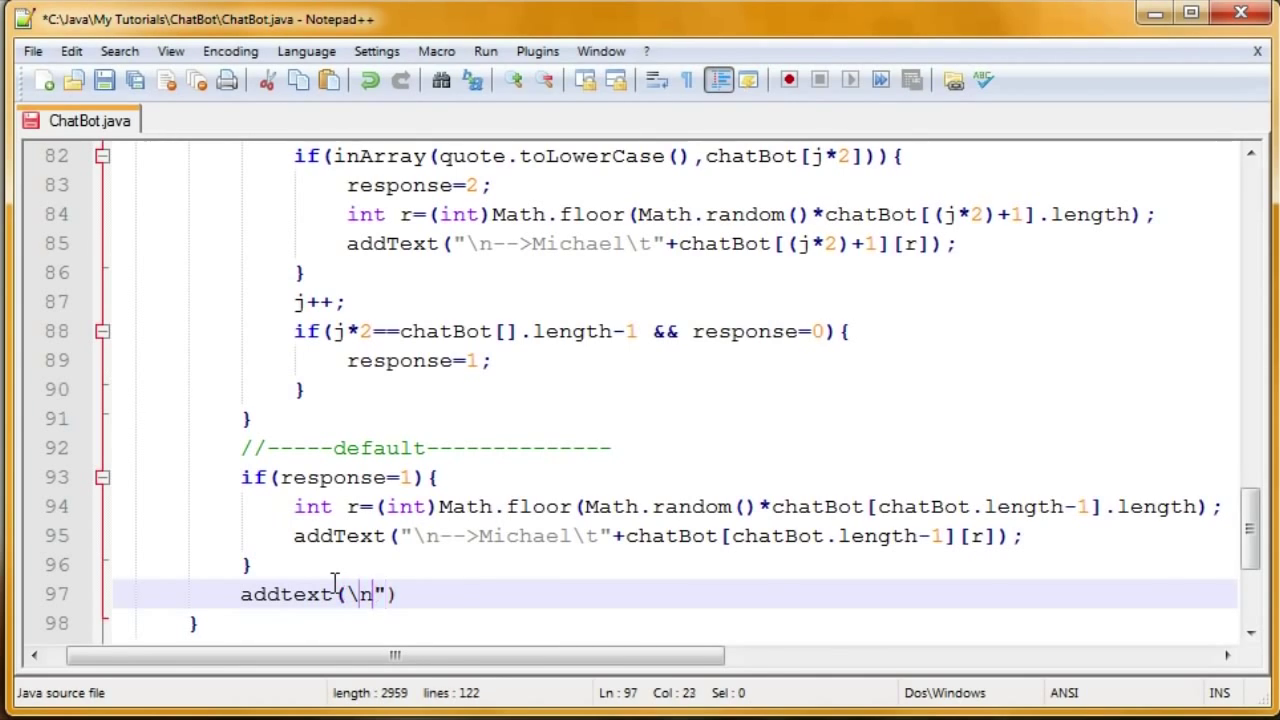 *C:\Java\My Tutorials\ChatBot\ChatBot.java - Notepad++
File Edit Search View Encoding Language Settings Macro Run Plugins Window ? X
ABC
ChatBot.java
82 if(inArray(quote.toLowerCase(),chatBot[j*2])){
83 response=2;
84 int r=(int)Math.floor(Math.random()*chatBot[(j*2)+1].length);
85 addText("\n-->Michael\t"+chatBot[(j*2)+1][r]);
86 }
87 j++;
88 if(j*2==chatBot[].length-1 && response=0){
89 response=1;
90 }
91 }
92 //-----default--------------
93 if(response=1){
94 int r=(int)Math.floor(Math.random()*chatBot[chatBot.length-1].length);
95 addText("\n-->Michael\t"+chatBot[chatBot.length-1][r]);
96 }
97 addtext(\n")
98 }
Java source file length : 2959 lines : 122 Ln : 97 Col : 23 Sel : 0 Dos\Windows ANSI INS